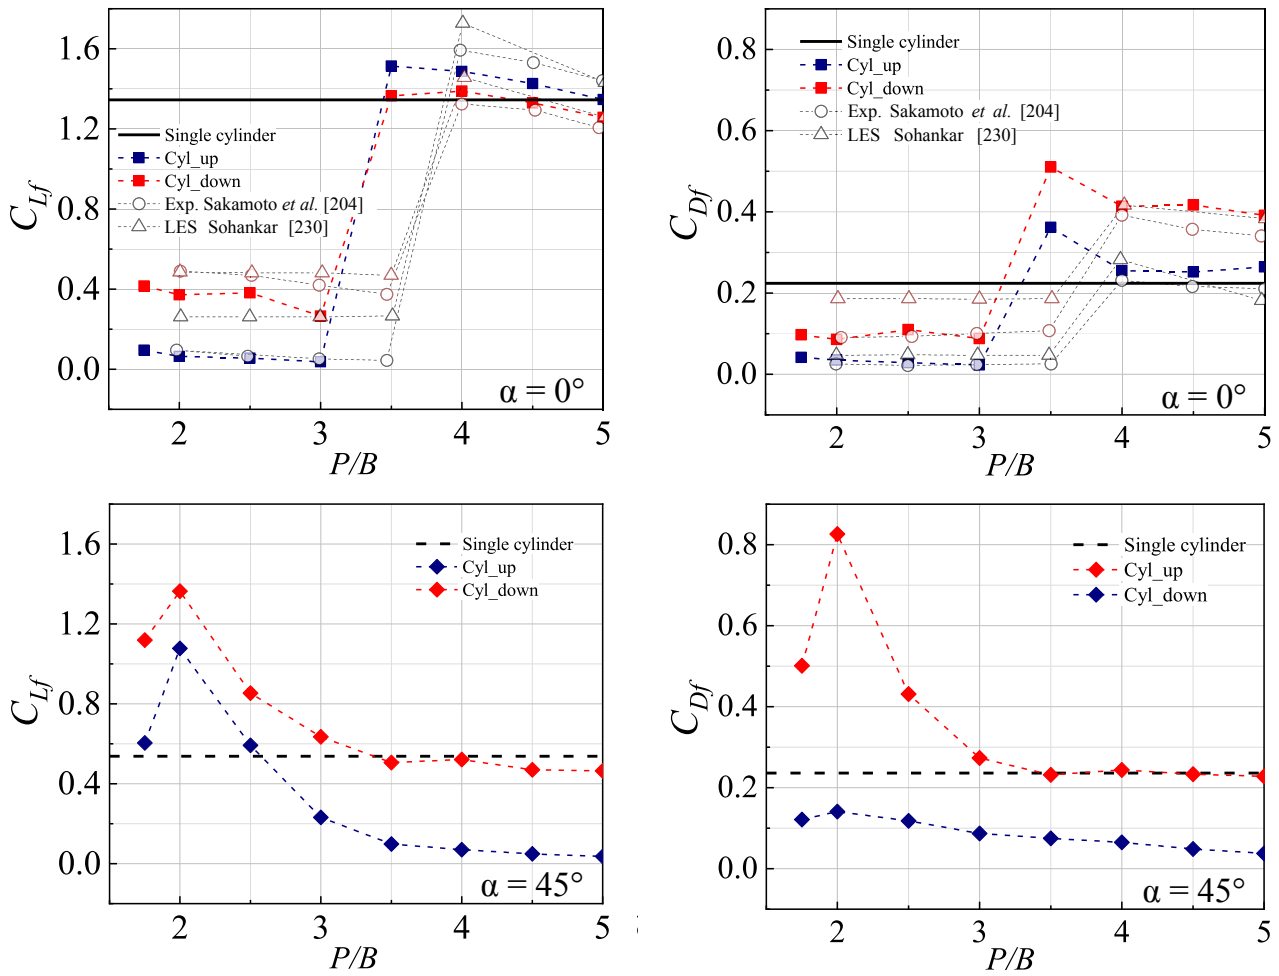 1.6
1.2
0.8
0.4
0.0
C_Lf
Single cylinder
Cyl_up
Cyl_down
Exp. Sakamoto et al. [204]
LES Sohankar [230]
α = 0°
2 3 4 5
P/B
0.8
0.6
0.4
0.2
0.0
C_Df
Single cylinder
Cyl_up
Cyl_down
Exp. Sakamoto et al. [204]
LES Sohankar [230]
α = 0°
2 3 4 5
P/B
1.6
1.2
0.8
0.4
0.0
C_Lf
Single cylinder
Cyl_up
Cyl_down
α = 45°
2 3 4 5
P/B
0.8
0.6
0.4
0.2
0.0
C_Df
Single cylinder
Cyl_up
Cyl_down
α = 45°
2 3 4 5
P/B